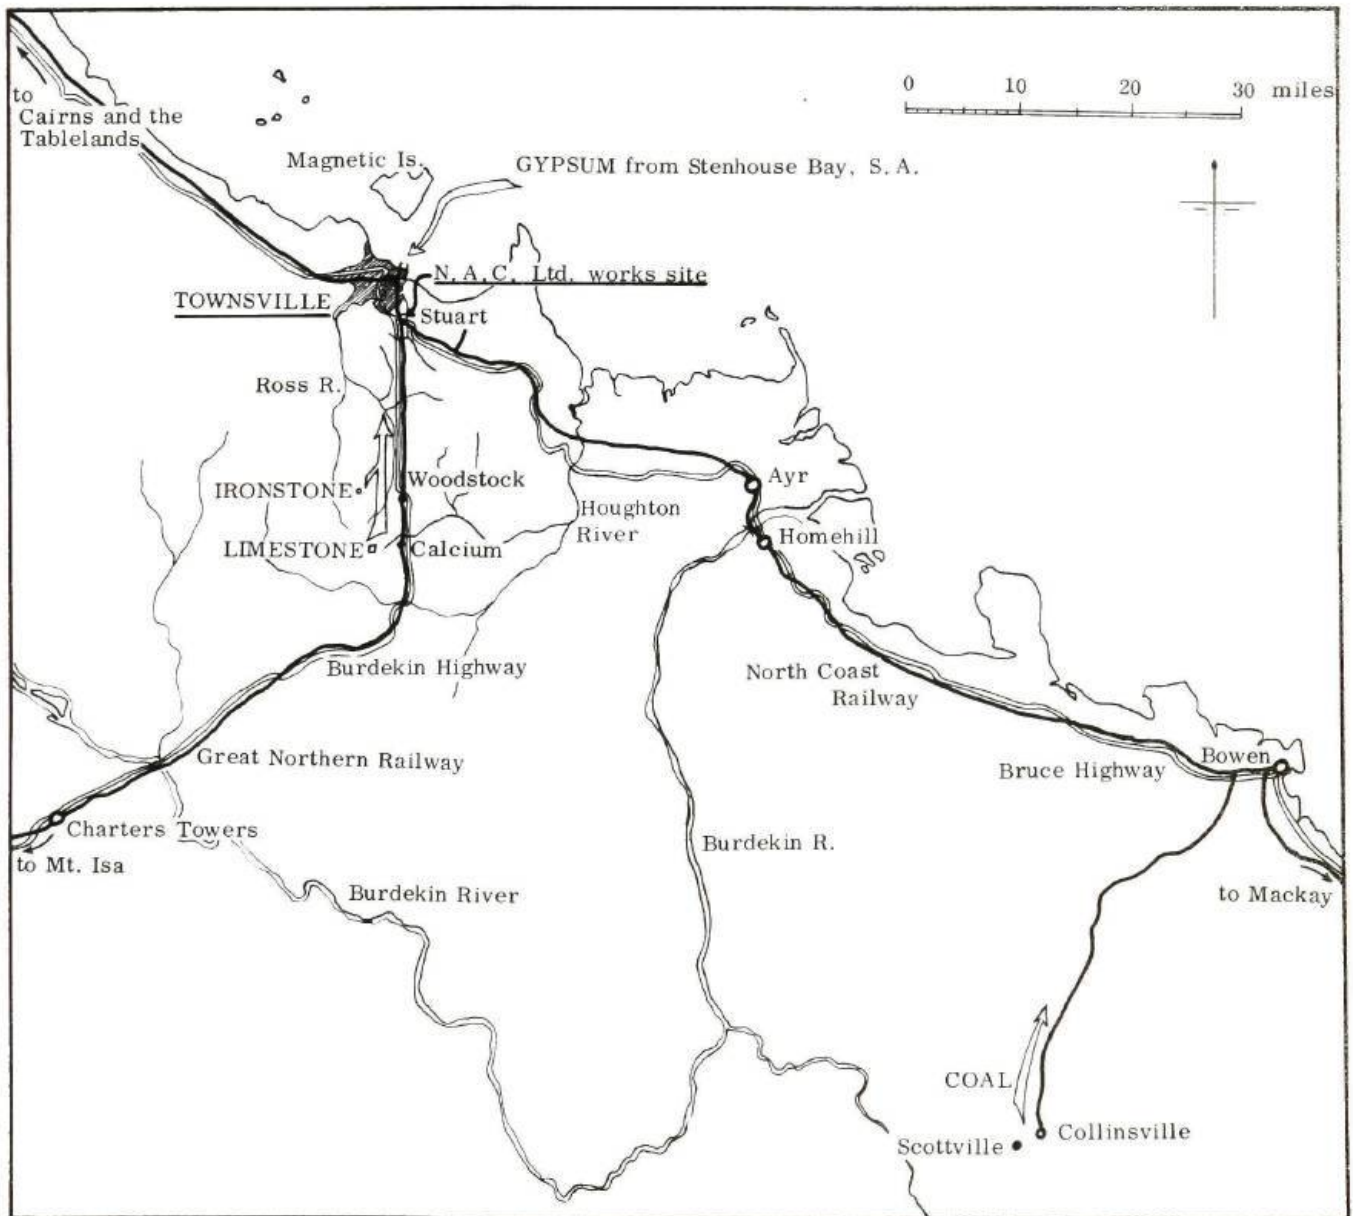 0 10 20 30 miles
to
Cairns and the
Tablelands
Magnetic Is.
GYPSUM from Stenhouse Bay, S.A.
N.A.C. Ltd. works site
TOWNSVILLE
Stuart
Ross R.
Woodstock
IRONSTONE
Ayr
Houghton
River
Homehill
LIMESTONE
Calcium
Burdekin Highway
North Coast
Railway
Great Northern Railway
Bowen
Bruce Highway
Charters Towers
to Mt. Isa
Burdekin R.
Burdekin River
to Mackay
COAL
Collinsville
Scottville